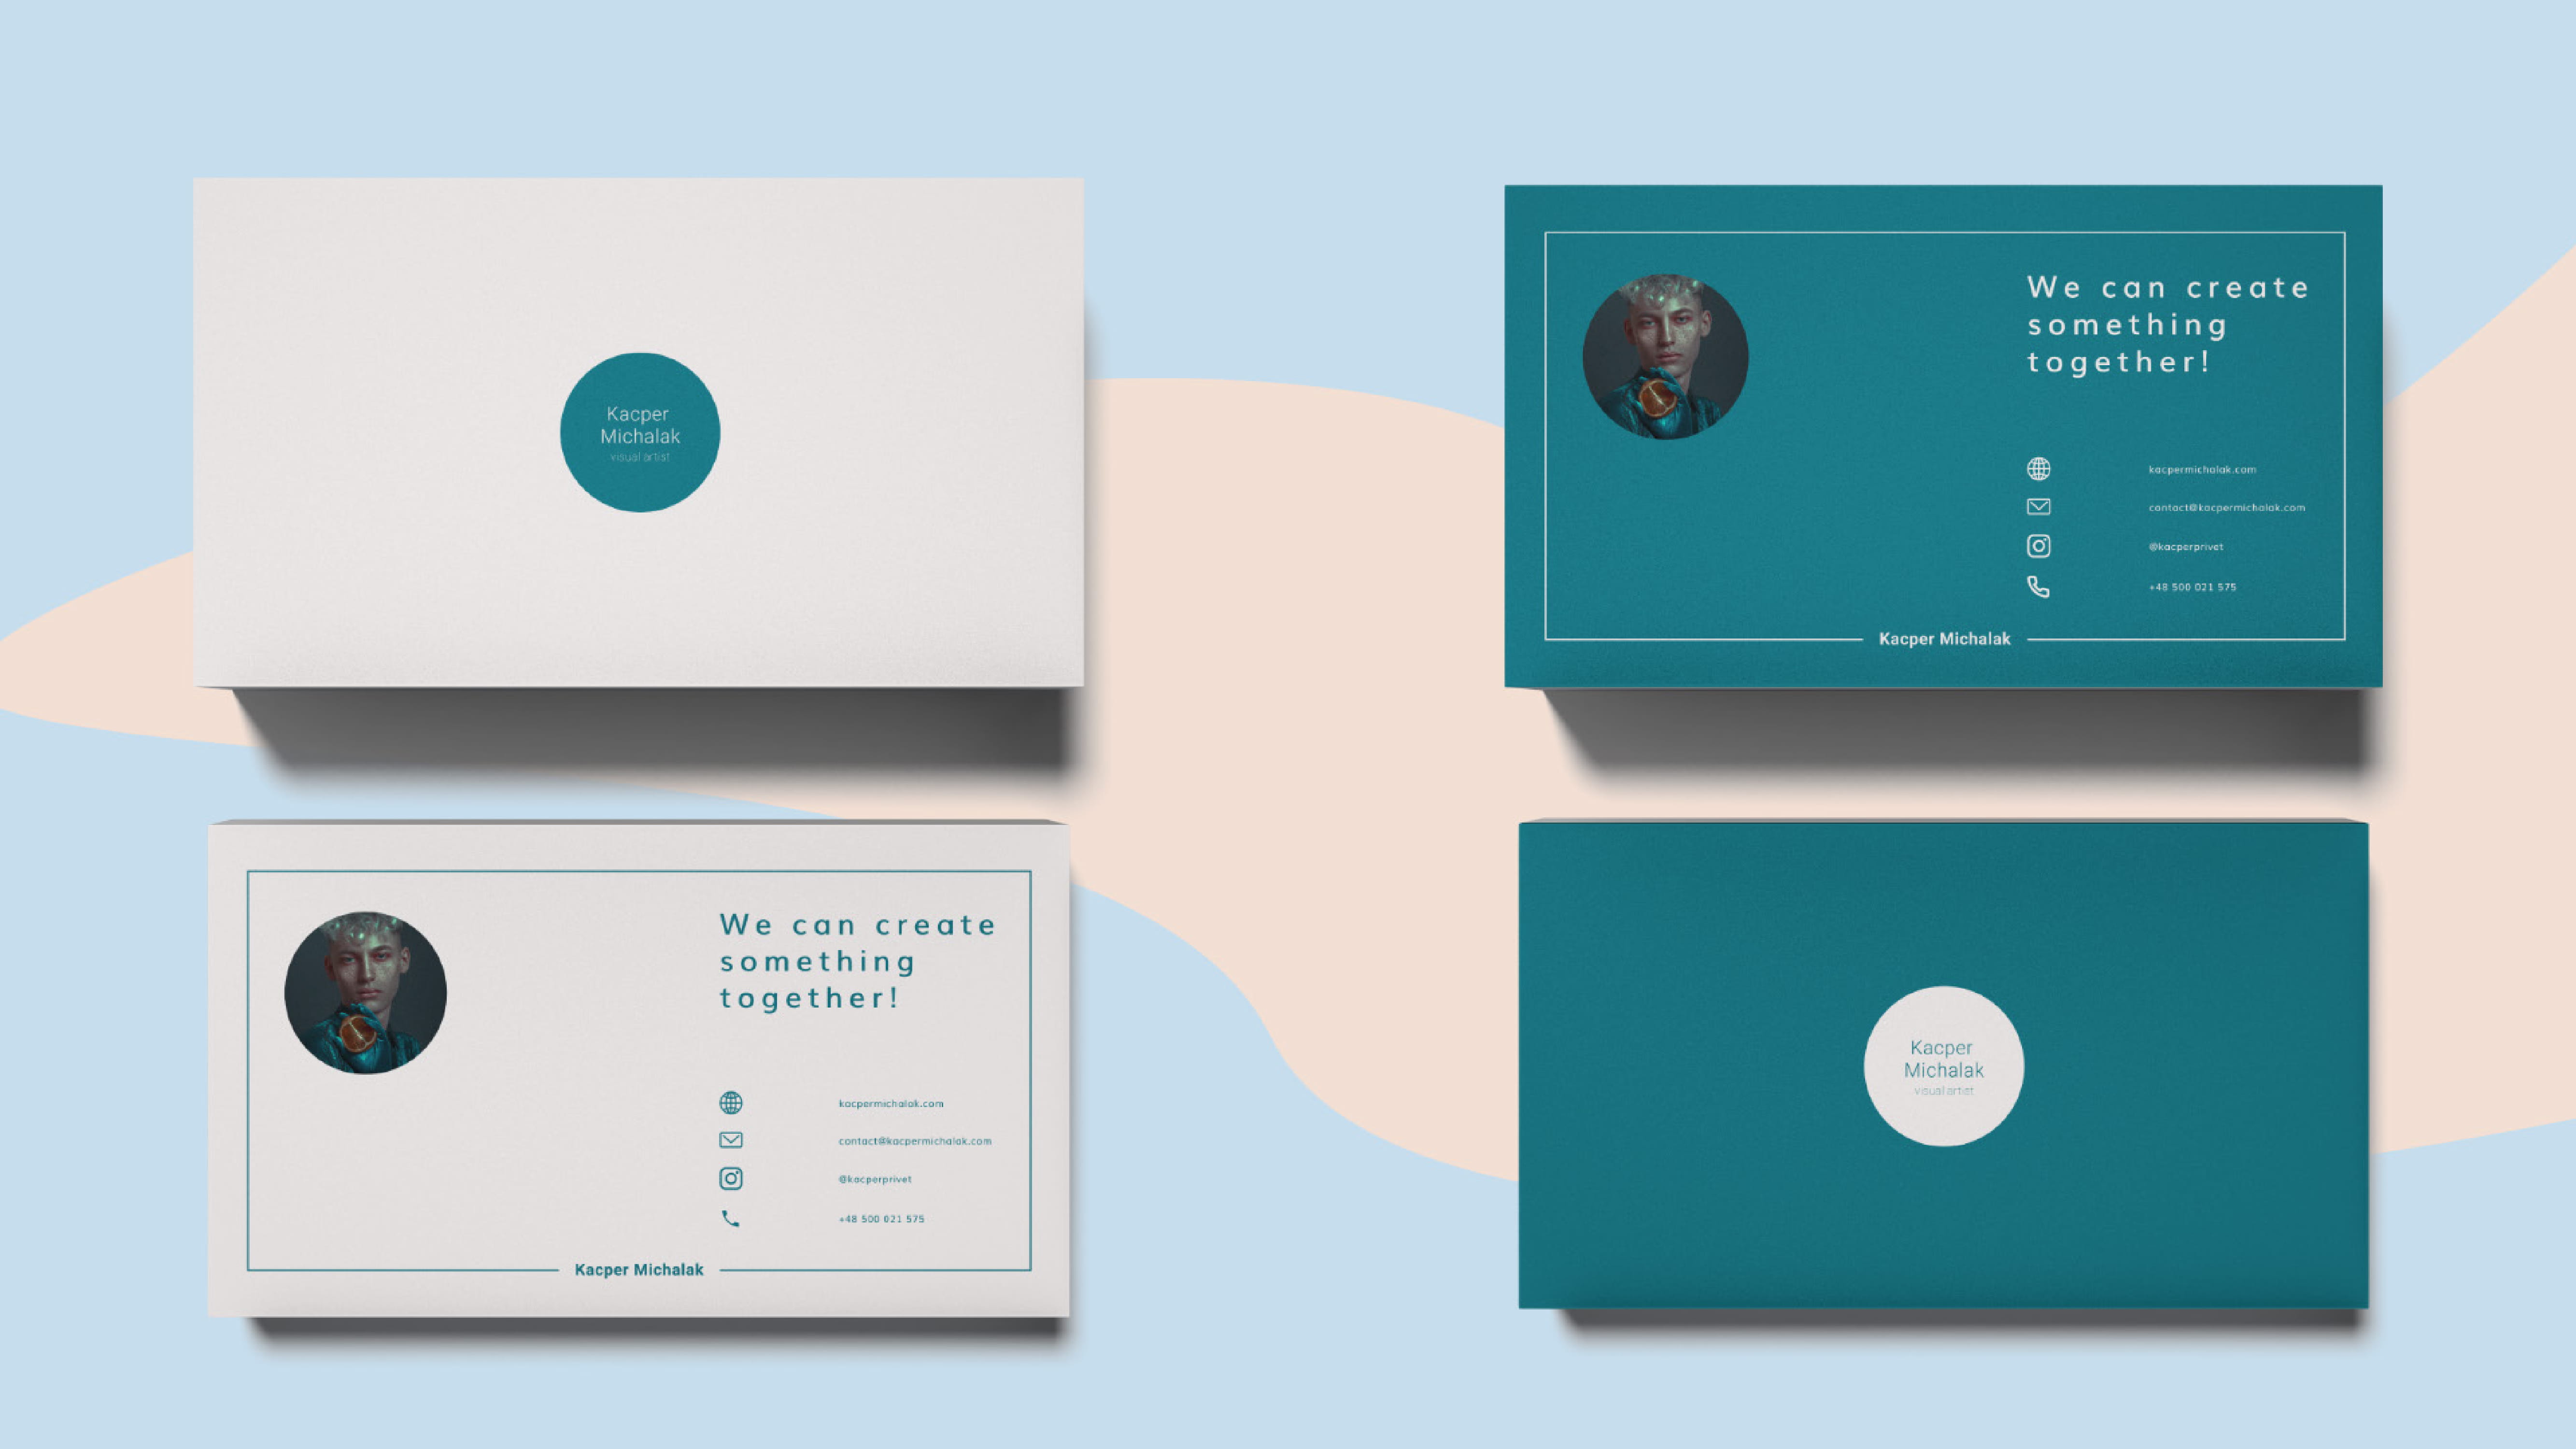 Kacper
Michalak
visual artist
We can create
something
together!
kacpermichalak.com
contact@kacpermichalak.com
@kacperprivet
+48 500 021 575
Kacper Michalak
We can create
something
together!
kacpermichalak.com
contact@kacpermichalak.com
@kacperprivet
+48 500 021 575
Kacper Michalak
Kacper
Michalak
visual artist